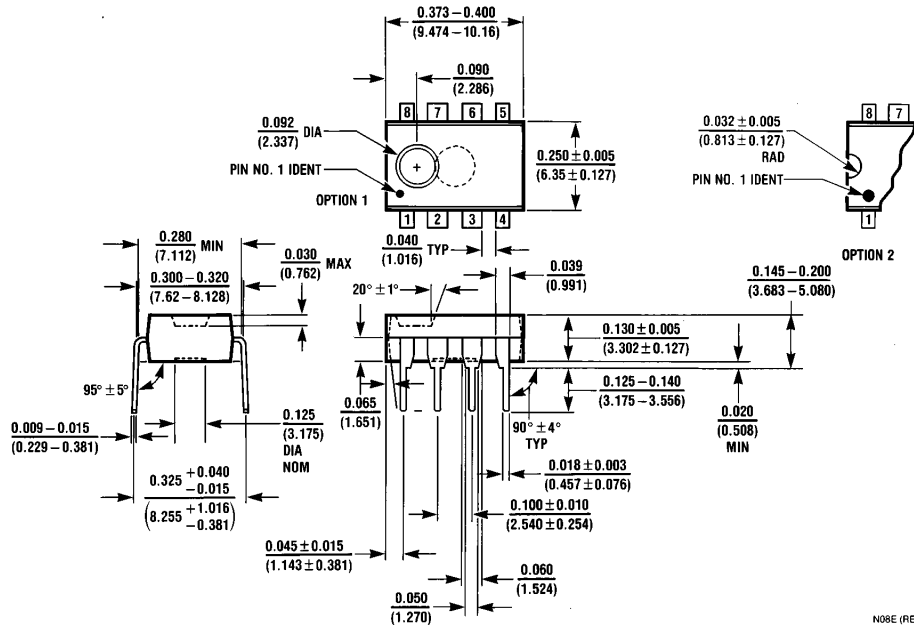 0.373 – 0.400
(9.474 – 10.16)
0.090
(2.286)
8 7 6 5
0.092 DIA
(2.337)
PIN NO. 1 IDENT
OPTION 1
+
1 2 3 4
0.250 ± 0.005
(6.35 ± 0.127)
8 7
0.032 ± 0.005
(0.813 ± 0.127)
RAD
PIN NO. 1 IDENT
1
OPTION 2
0.280 MIN
(7.112)
0.300 – 0.320
(7.62 – 8.128)
0.030 MAX
(0.762)
95° ± 5°
0.009 – 0.015
(0.229 – 0.381)
0.125
(3.175)
DIA
NOM
0.325 +0.040
–0.015
(8.255 +1.016
–0.381)
0.040 TYP
(1.016)
0.039
(0.991)
20° ± 1°
0.145 – 0.200
(3.683 – 5.080)
0.130 ± 0.005
(3.302 ± 0.127)
0.125 – 0.140
(3.175 – 3.556)
0.020
(0.508)
MIN
0.065
(1.651)
90° ± 4°
TYP
0.018 ± 0.003
(0.457 ± 0.076)
0.100 ± 0.010
(2.540 ± 0.254)
0.045 ± 0.015
(1.143 ± 0.381)
0.060
(1.524)
0.050
(1.270)
N08E (RE